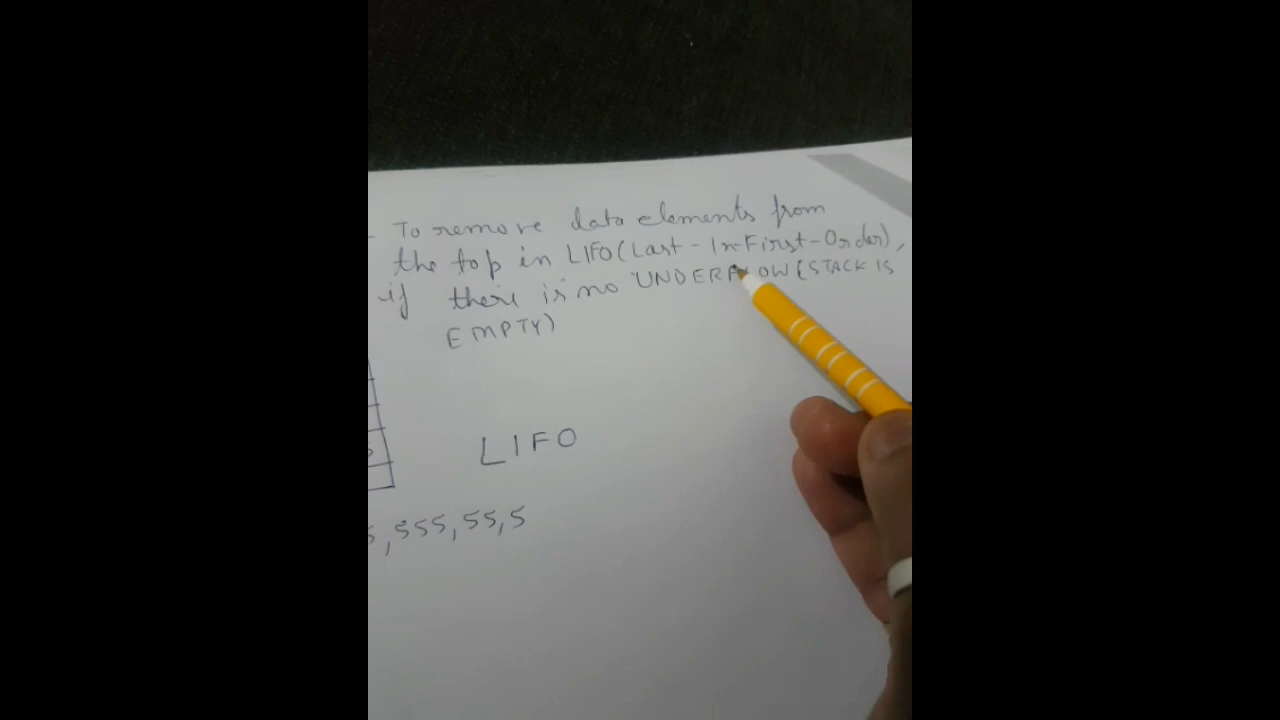 - To remove data elements from
the top in LIFO (Last-In-First-Order),
if there is no UNDERFLOW (STACK IS
EMPTY)
LIFO
5,555,55,5